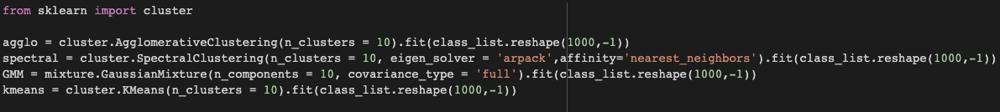 from sklearn import cluster
agglo = cluster.AgglomerativeClustering(n_clusters = 10).fit(class_list.reshape(1000,-1))
spectral = cluster.SpectralClustering(n_clusters = 10, eigen_solver = 'arpack',affinity='nearest_neighbors').fit(class_list.reshape(1000,-1))
GMM = mixture.GaussianMixture(n_components = 10, covariance_type = 'full').fit(class_list.reshape(1000,-1))
kmeans = cluster.KMeans(n_clusters = 10).fit(class_list.reshape(1000,-1))